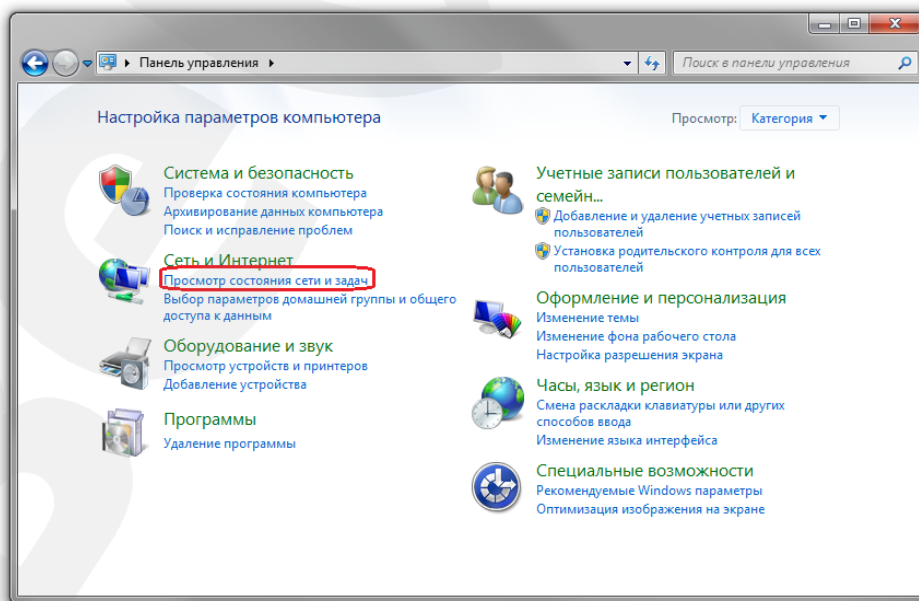 Панель управления
Поиск в панели управления
Настройка параметров компьютера
Просмотр: Категория
Система и безопасность
Проверка состояния компьютера
Архивирование данных компьютера
Поиск и исправление проблем
Сеть и Интернет
Просмотр состояния сети и задач
Выбор параметров домашней группы и общего
доступа к данным
Оборудование и звук
Просмотр устройств и принтеров
Добавление устройства
Программы
Удаление программы
Учетные записи пользователей и
семейн...
Добавление и удаление учетных записей
пользователей
Установка родительского контроля для всех
пользователей
Оформление и персонализация
Изменение темы
Изменение фона рабочего стола
Настройка разрешения экрана
Часы, язык и регион
Смена раскладки клавиатуры или других
способов ввода
Изменение языка интерфейса
Специальные возможности
Рекомендуемые Windows параметры
Оптимизация изображения на экране